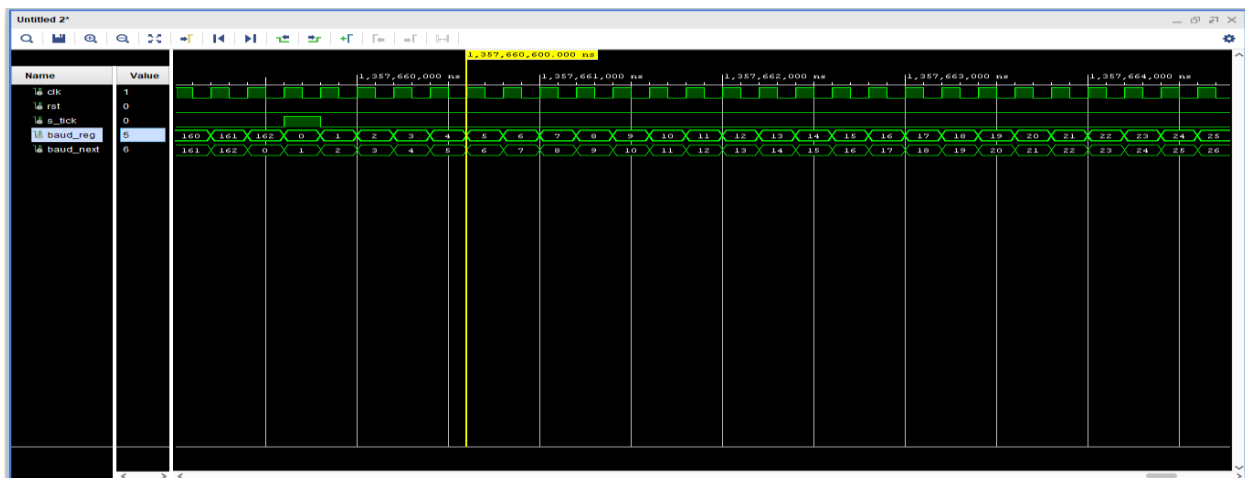 Untitled 2*
1,357,660,600.000 ns
Name Value
1,357,660,000 ns 1,357,661,000 ns 1,357,662,000 ns 1,357,663,000 ns 1,357,664,000 ns
clk 1
rst 0
s_tick 0
baud_reg 5 160 161 162 0 1 2 3 4 5 6 7 8 9 10 11 12 13 14 15 16 17 18 19 20 21 22 23 24 25
baud_next 6 161 162 0 1 2 3 4 5 6 7 8 9 10 11 12 13 14 15 16 17 18 19 20 21 22 23 24 25 26